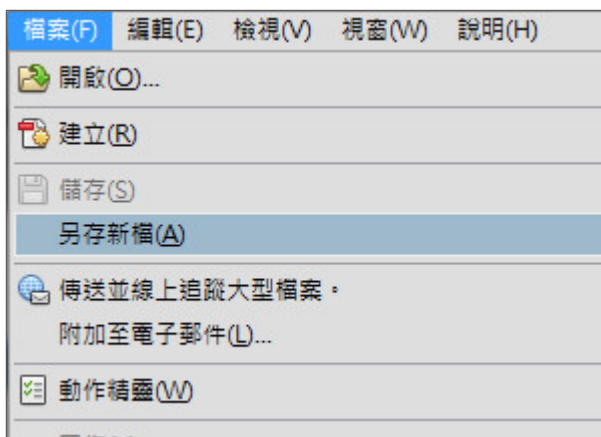 檔案(F) 編輯(E) 檢視(V) 視窗(W) 說明(H)
開啟(O)...
建立(R)
儲存(S)
另存新檔(A)
傳送並線上追蹤大型檔案。
附加至電子郵件(L)...
動作精靈(W)